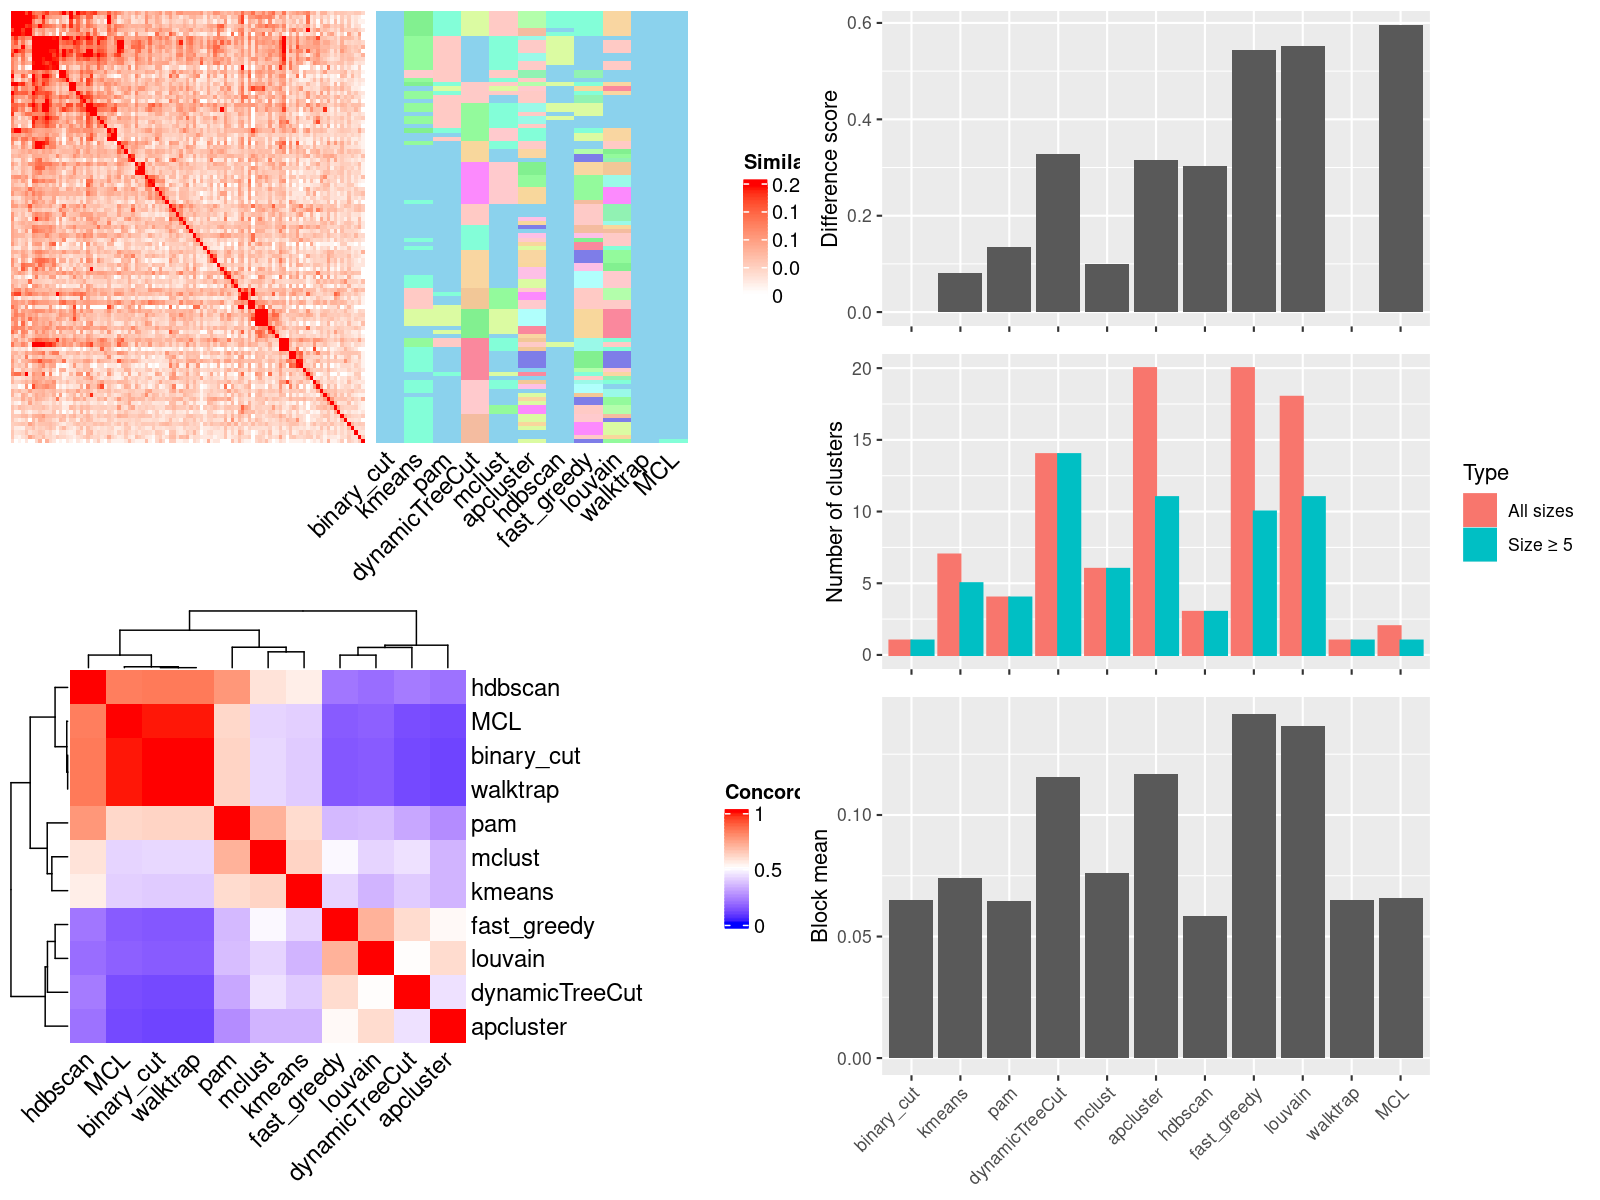 Simila
0.2
0.1
0.1
0.0
0
binary_cut
kmeans
pam
dynamicTreeCut
mclust
apcluster
hdbscan
fast_greedy
louvain
walktrap
MCL
hdbscan
MCL
binary_cut
walktrap
pam
mclust
kmeans
fast_greedy
louvain
dynamicTreeCut
apcluster
hdbscan
MCL
binary_cut
walktrap
pam
mclust
kmeans
fast_greedy
louvain
dynamicTreeCut
apcluster
Concord
1
0.5
0
Difference score
0.6
0.4
0.2
0.0
Number of clusters
20
15
10
5
0
Type
All sizes
Size ≥ 5
Block mean
0.10
0.05
0.00
binary_cut
kmeans
pam
dynamicTreeCut
mclust
apcluster
hdbscan
fast_greedy
louvain
walktrap
MCL